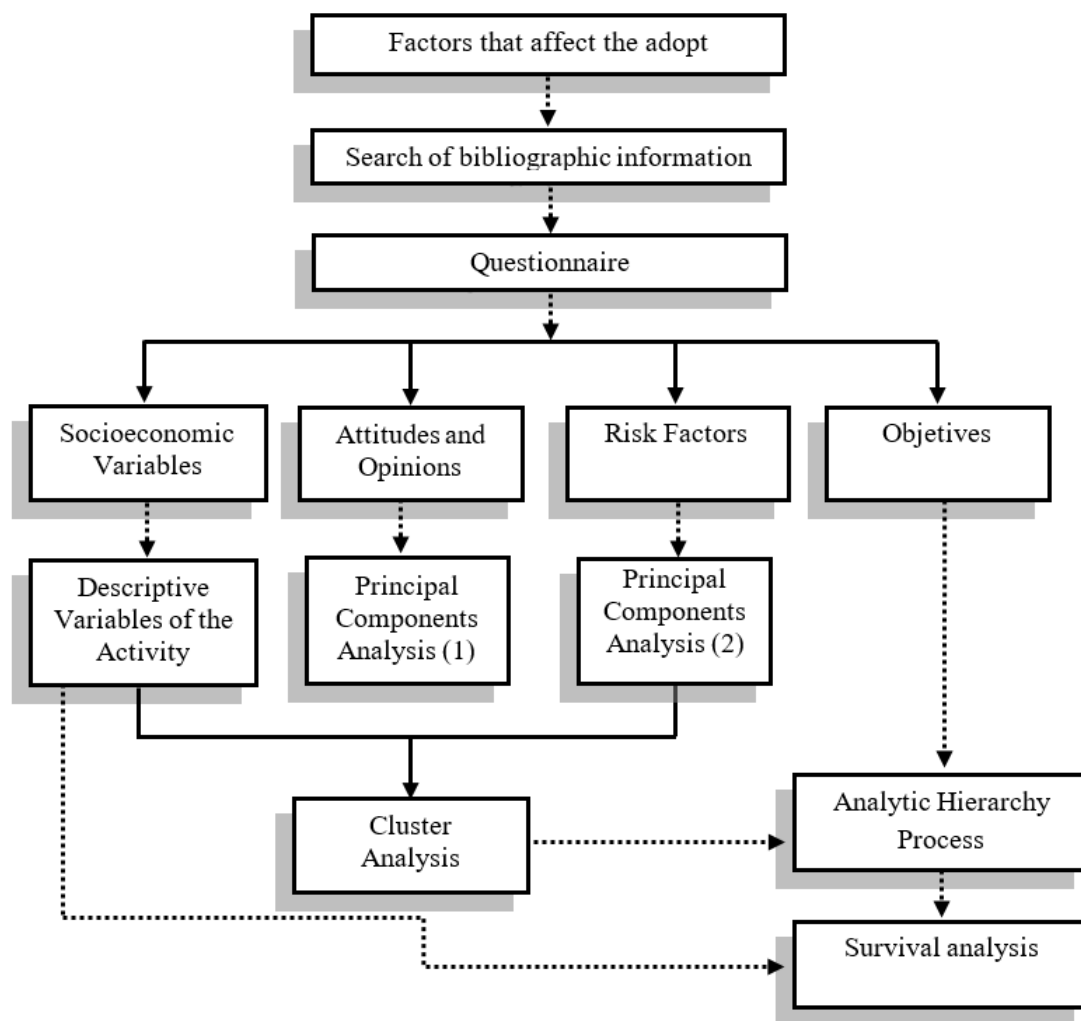 Factors that affect the adopt
Search of bibliographic information
Questionnaire
Socioeconomic
Variables
Attitudes and
Opinions
Risk Factors
Objetives
Descriptive
Variables of the
Activity
Principal
Components
Analysis (1)
Principal
Components
Analysis (2)
Cluster
Analysis
Analytic Hierarchy
Process
Survival analysis